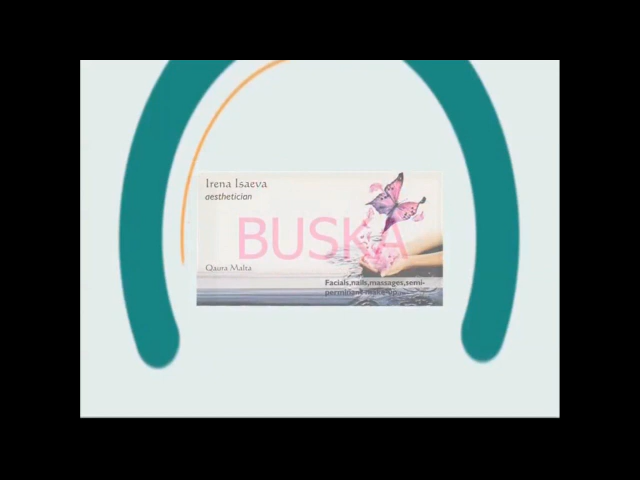 Irena Isaeva
aesthetician
BUSKA
Qaura Malta
Facials,nails,massages,semi-